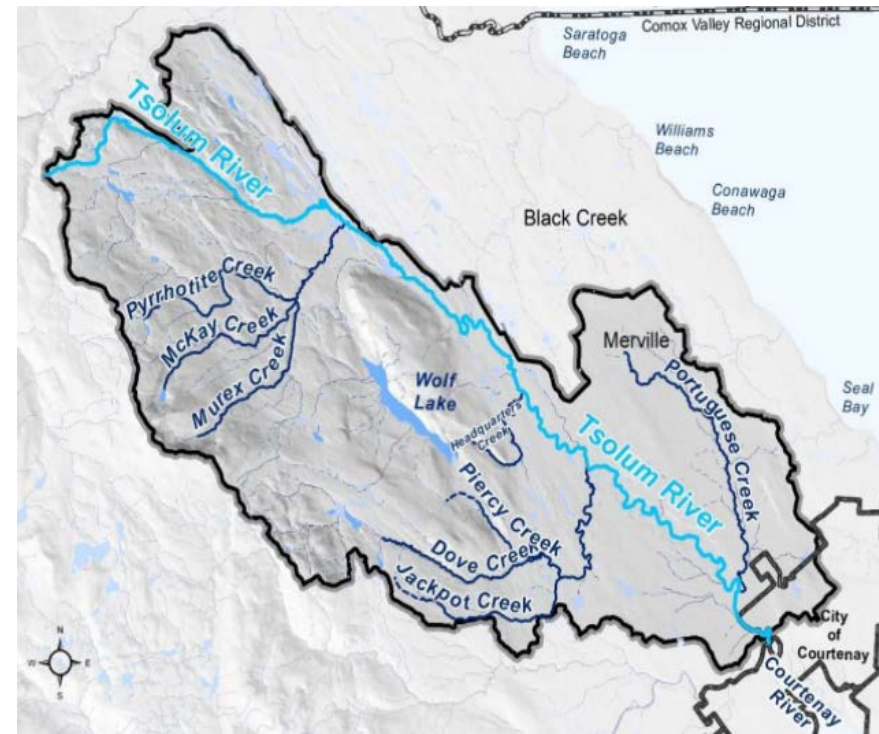 Comox Valley Regional District
Saratoga
Beach
Tsolum River
Williams
Beach
Conawaga
Beach
Black Creek
Pyrrhotite Creek
McKay Creek
Murex Creek
Merville
Wolf
Lake
Portuguese Creek
Seal
Bay
Headquarters
Creek
Tsolum River
Piercy Creek
Dove Creek
Jackpot Creek
City
of
Courtenay
Courtenay
River
N
W
E
S